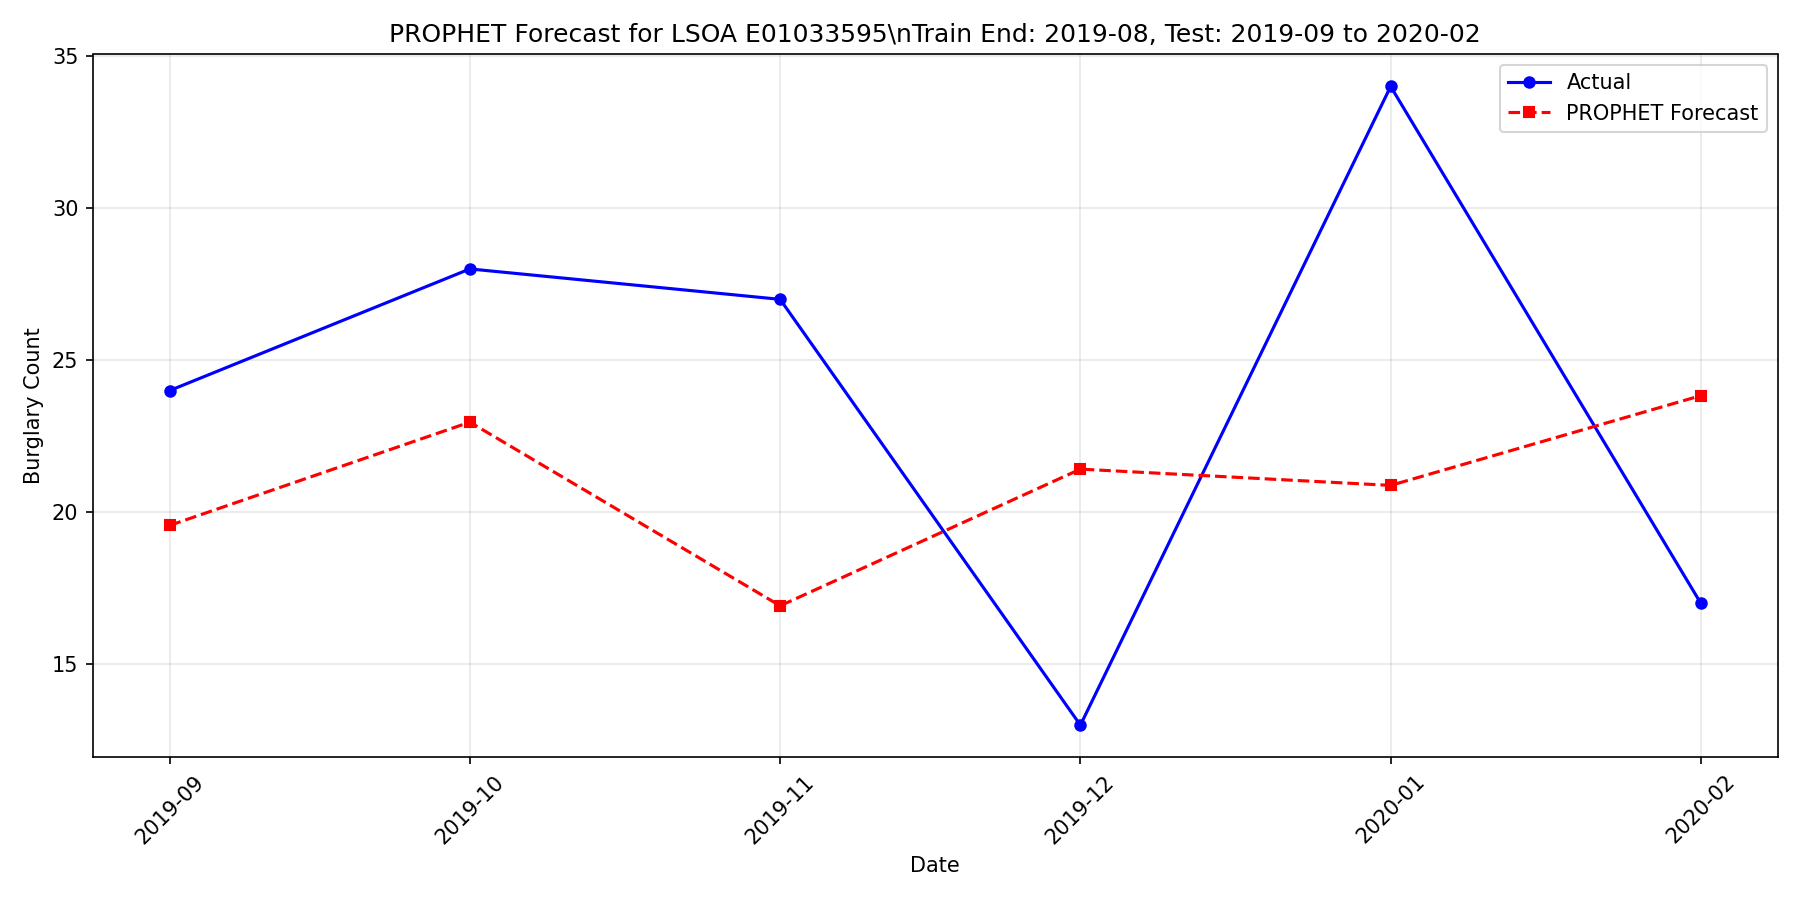 PROPHET Forecast for LSOA E01033595\nTrain End: 2019-08, Test: 2019-09 to 2020-02
Actual
PROPHET Forecast
Burglary Count
35
30
25
20
15
2019-09
2019-10
2019-11
2019-12
2020-01
2020-02
Date